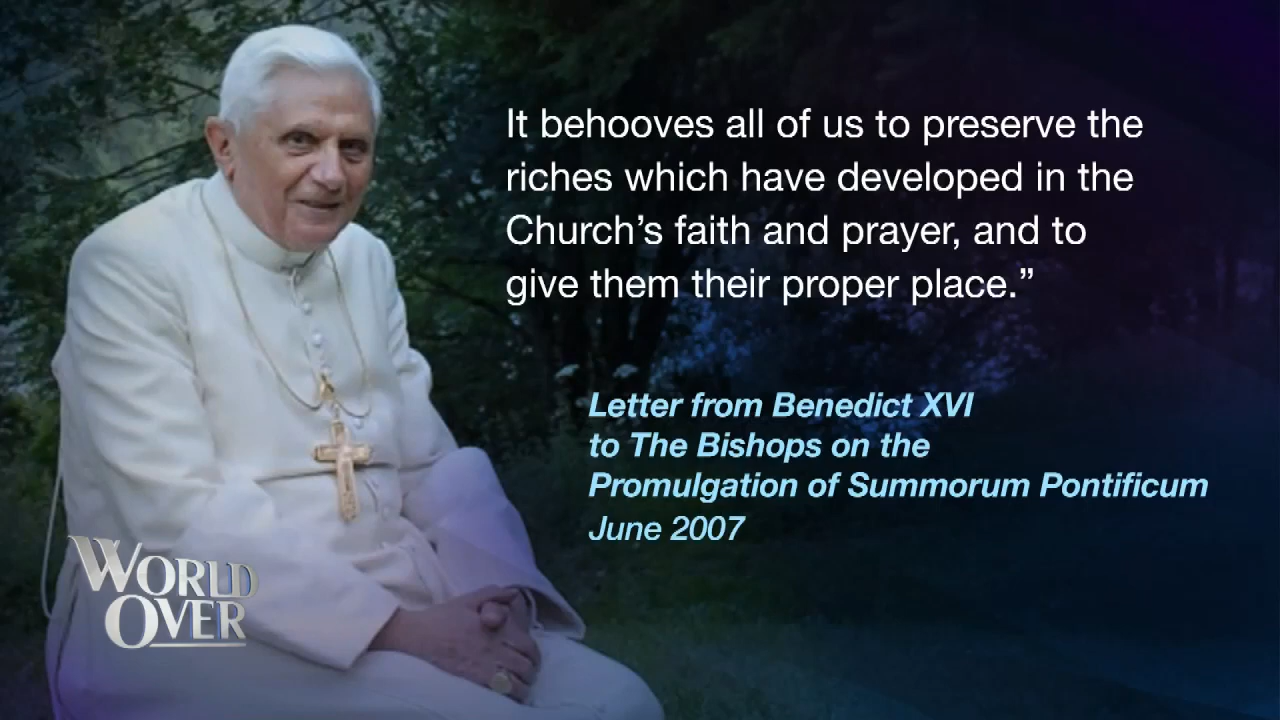 It behooves all of us to preserve the
riches which have developed in the
Church’s faith and prayer, and to
give them their proper place.”
Letter from Benedict XVI
to The Bishops on the
Promulgation of Summorum Pontificum
June 2007
WORLD
OVER